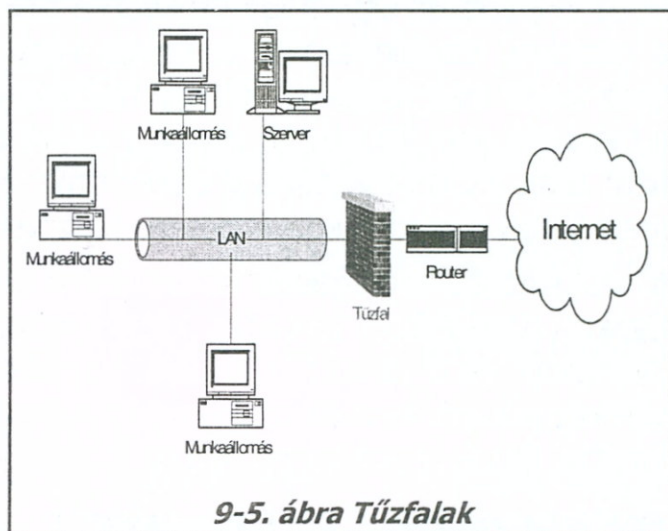 Munkaállomás
Szerver
Munkaállomás
LAN
Tűzfal
Router
Internet
Munkaállomás
9-5. ábra Tűzfalak